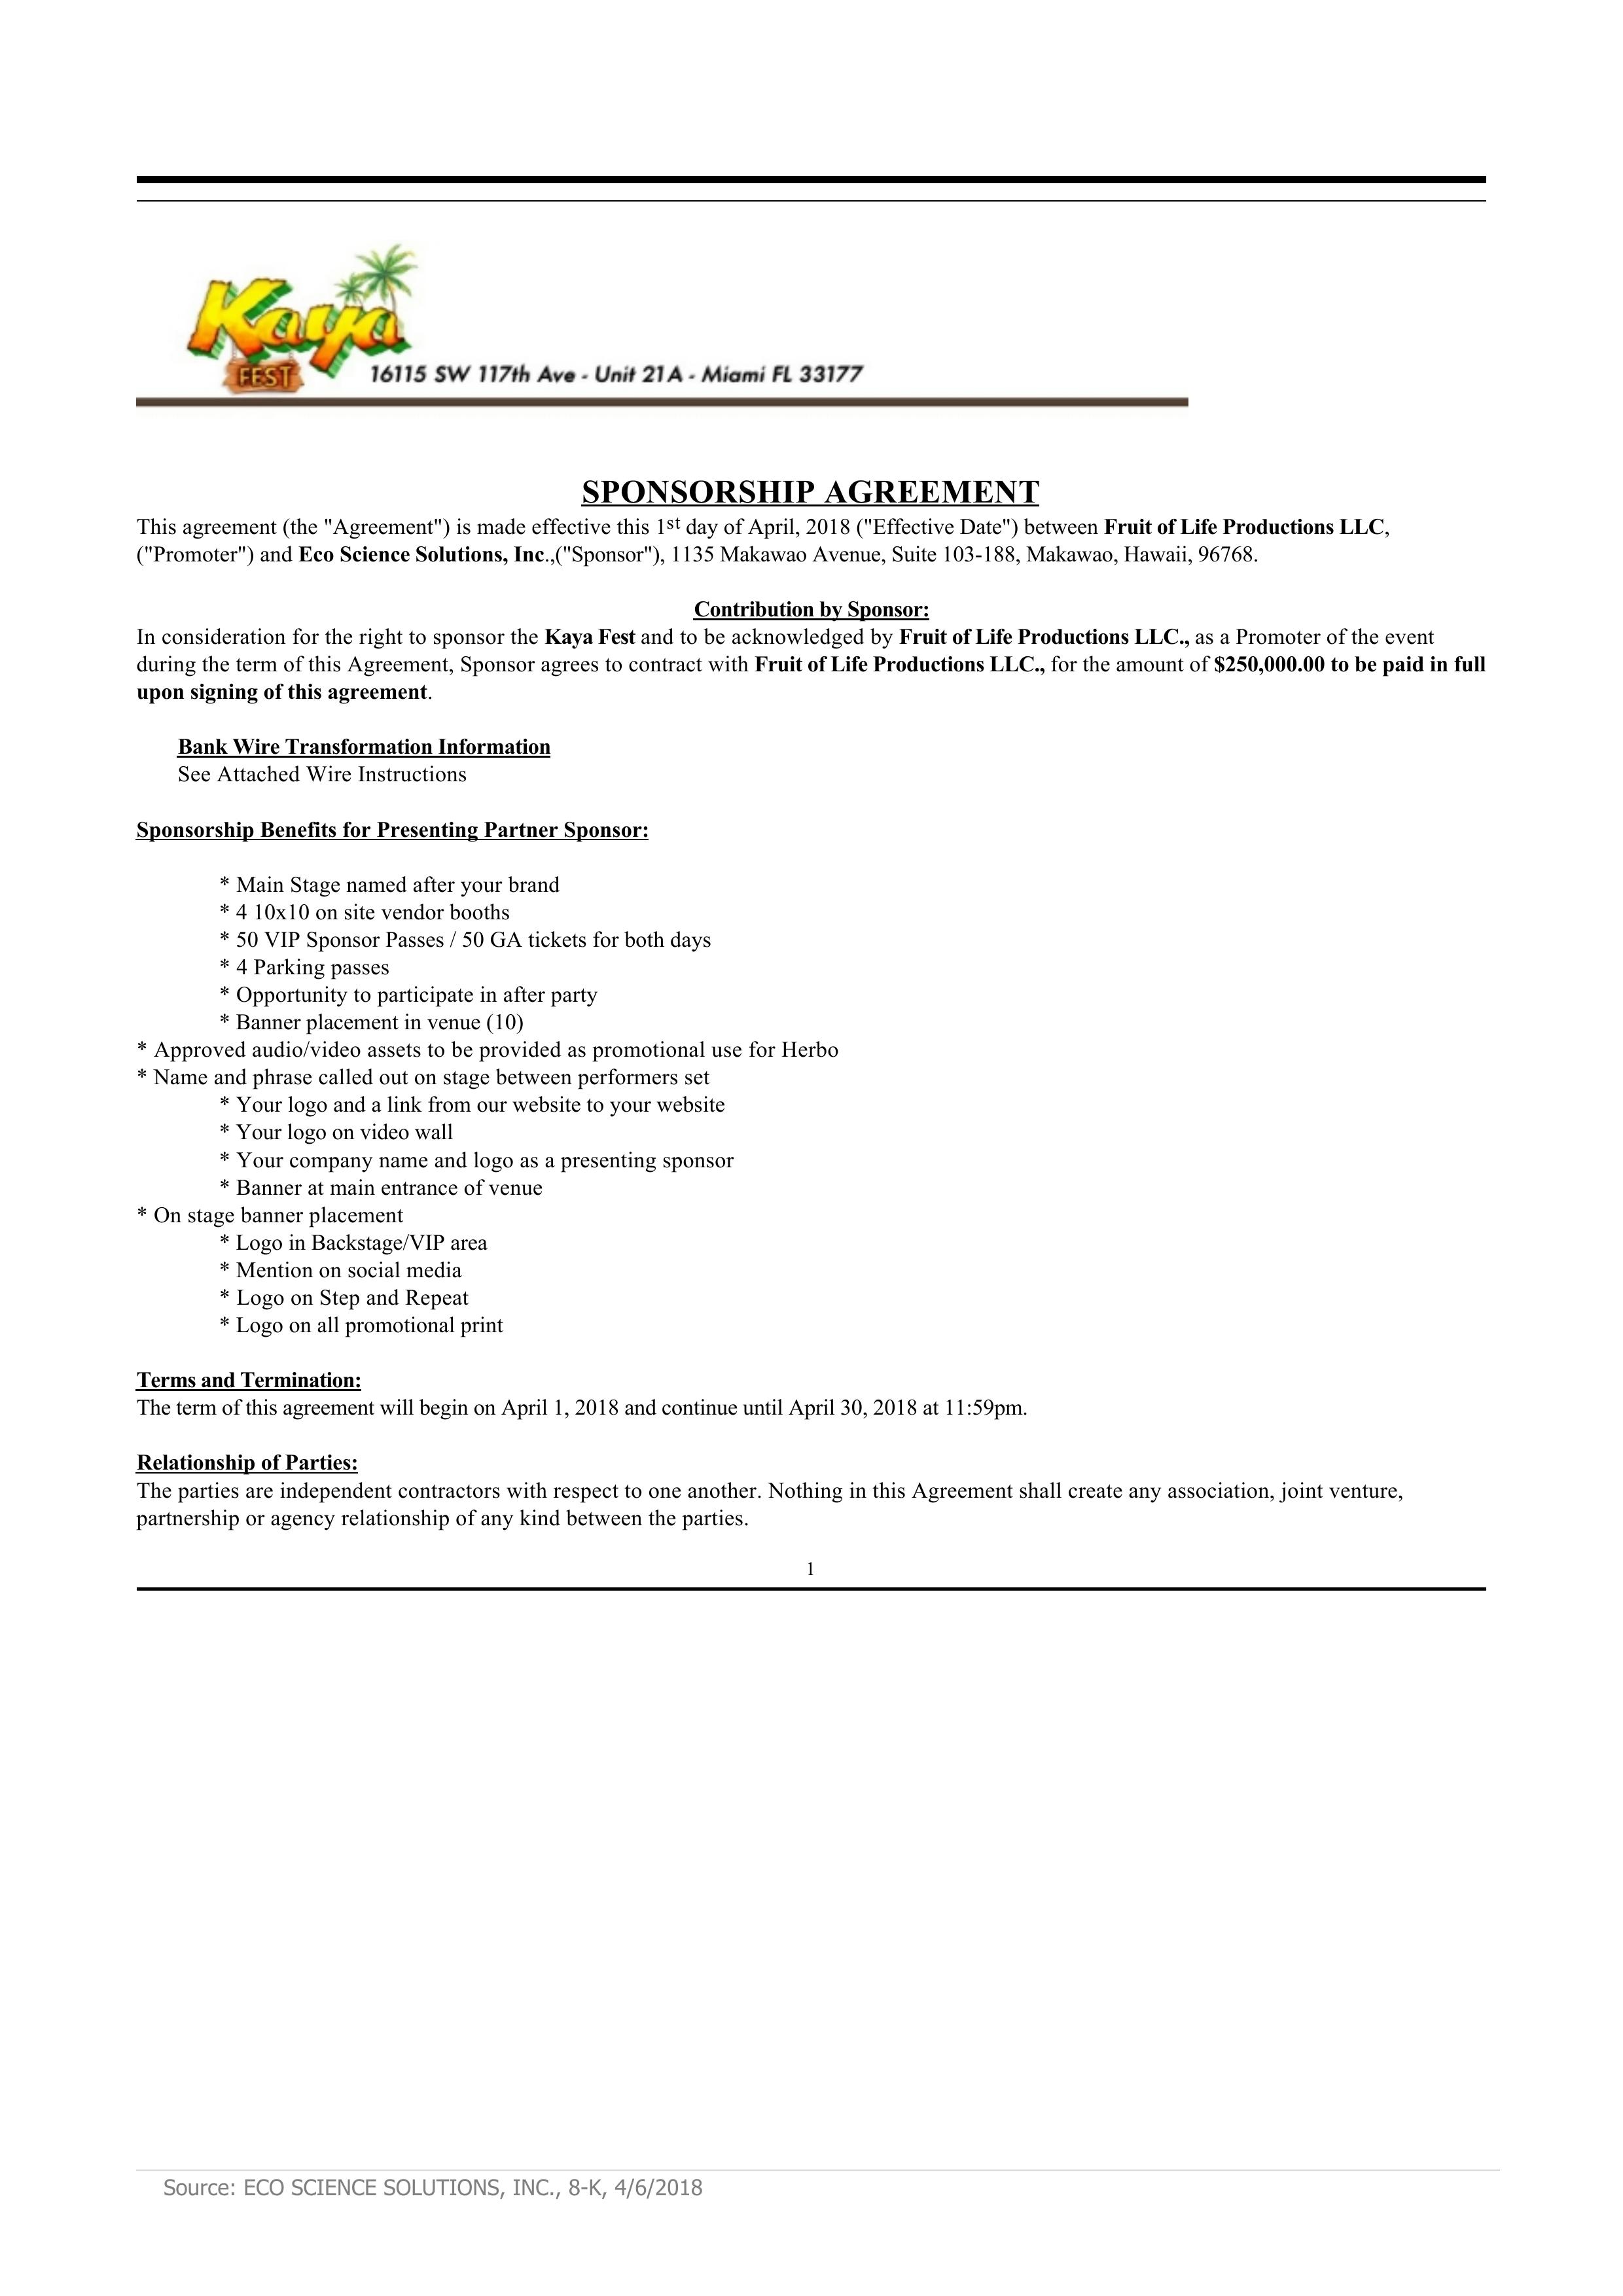 Kaya
FEST
16115 SW 117th Ave - Unit 21A - Miami FL 33177
SPONSORSHIP AGREEMENT
This agreement (the "Agreement") is made effective this 1st day of April, 2018 ("Effective Date") between Fruit of Life Productions LLC,
("Promoter") and Eco Science Solutions, Inc.,("Sponsor"), 1135 Makawao Avenue, Suite 103-188, Makawao, Hawaii, 96768.
Contribution by Sponsor:
In consideration for the right to sponsor the Kaya Fest and to be acknowledged by Fruit of Life Productions LLC., as a Promoter of the event
during the term of this Agreement, Sponsor agrees to contract with Fruit of Life Productions LLC., for the amount of $250,000.00 to be paid in full
upon signing of this agreement.
Bank Wire Transformation Information
See Attached Wire Instructions
Sponsorship Benefits for Presenting Partner Sponsor:
* Main Stage named after your brand
* 4 10x10 on site vendor booths
* 50 VIP Sponsor Passes / 50 GA tickets for both days
* 4 Parking passes
* Opportunity to participate in after party
* Banner placement in venue (10)
* Approved audio/video assets to be provided as promotional use for Herbo
* Name and phrase called out on stage between performers set
* Your logo and a link from our website to your website
* Your logo on video wall
* Your company name and logo as a presenting sponsor
* Banner at main entrance of venue
* On stage banner placement
* Logo in Backstage/VIP area
* Mention on social media
* Logo on Step and Repeat
* Logo on all promotional print
Terms and Termination:
The term of this agreement will begin on April 1, 2018 and continue until April 30, 2018 at 11:59pm.
Relationship of Parties:
The parties are independent contractors with respect to one another. Nothing in this Agreement shall create any association, joint venture,
partnership or agency relationship of any kind between the parties.
1
Source: ECO SCIENCE SOLUTIONS, INC., 8-K, 4/6/2018